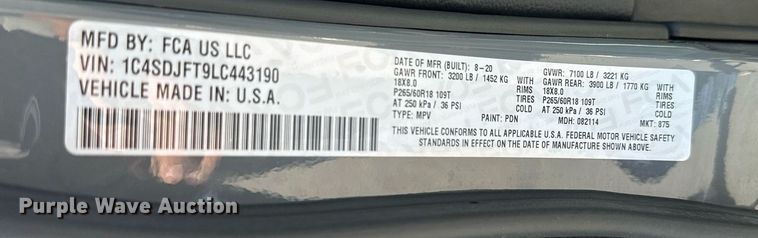 MFD BY: FCA US LLC
VIN: 1C4SDJFT9LC443190
VEHICLE MADE IN: U.S.A.
DATE OF MFR (BUILT): 8-20 GVWR: 7100 LB / 3221 KG
GAWR FRONT: 3200 LB / 1452 KG WITH GAWR REAR: 3900 LB / 1770 KG WITH
18X8.0 RIMS 18X8.0 RIMS
P265/60R18 109T TIRES P265/60R18 109T TIRES
AT 250 kPa / 36 PSI COLD AT 250 kPa / 36 PSI COLD
TYPE: MPV PAINT: PDN MDH: 082114 MKT: 875
THIS VEHICLE CONFORMS TO ALL APPLICABLE U.S.A. FEDERAL MOTOR VEHICLE SAFETY
STANDARDS IN EFFECT ON THE DATE OF MANUFACTURE SHOWN ABOVE.
Purple Wave Auction